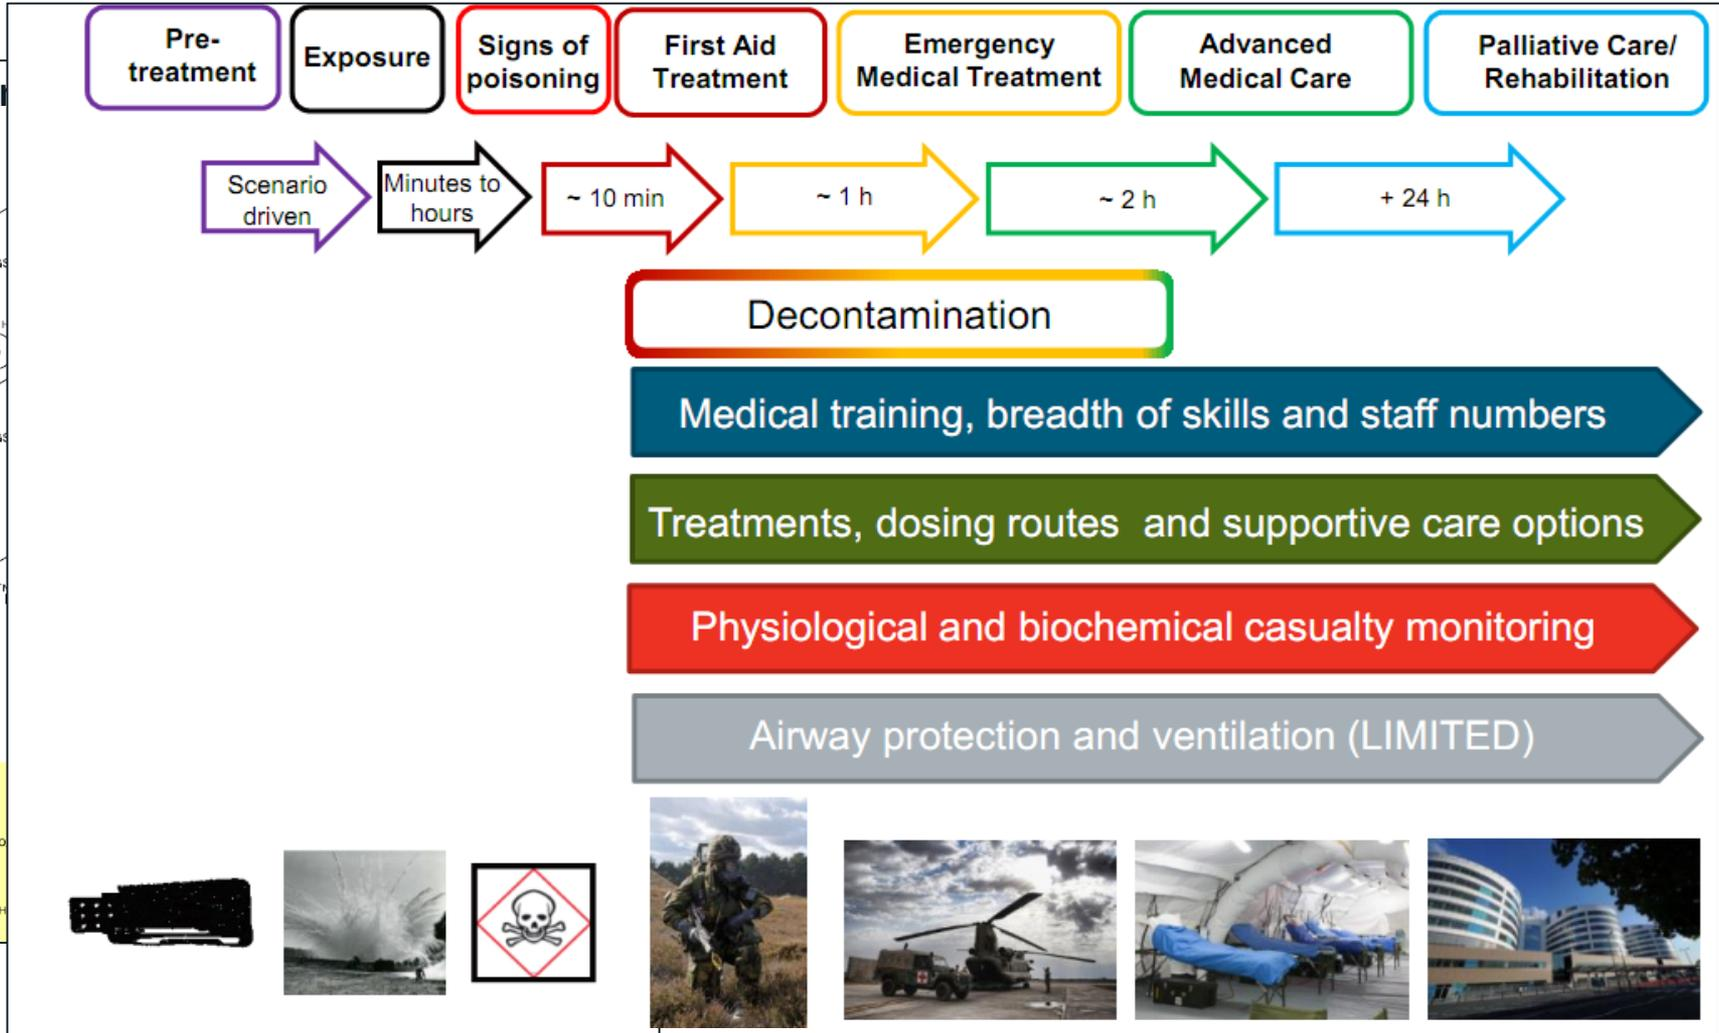 Pre-
treatment
Exposure
Signs of
poisoning
First Aid
Treatment
Emergency
Medical Treatment
Advanced
Medical Care
Palliative Care/
Rehabilitation
Scenario
driven
Minutes to
hours
~ 10 min
~ 1 h
~ 2 h
+ 24 h
Decontamination
Medical training, breadth of skills and staff numbers
Treatments, dosing routes  and supportive care options
Physiological and biochemical casualty monitoring
Airway protection and ventilation (LIMITED)